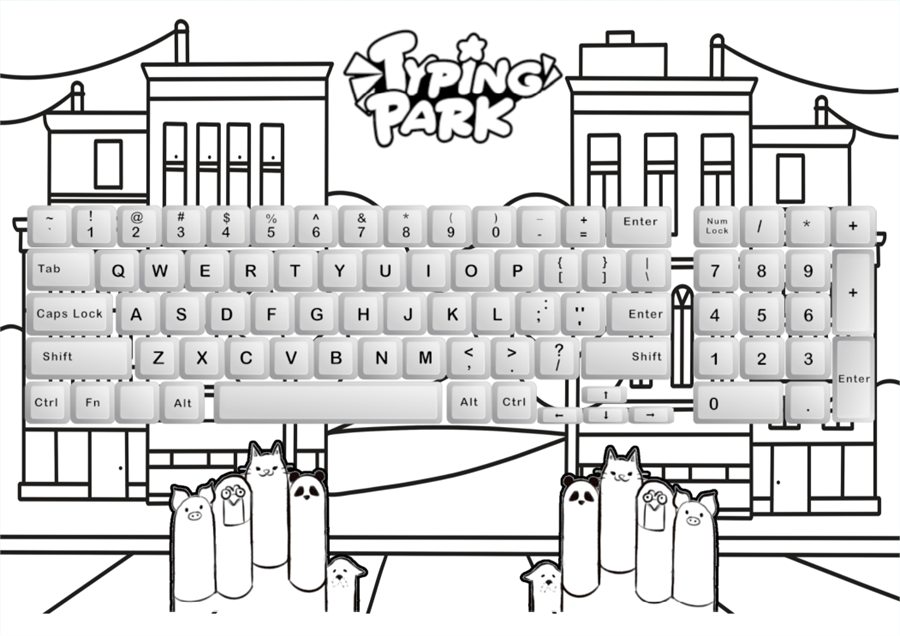 TYPING
PARK
~ ! @ # $ % ^ & * ( ) _ + Enter Num Lock / * +
` 1 2 3 4 5 6 7 8 9 0 - =
Tab Q W E R T Y U I O P { [ } ] | \ 7 8 9 +
Caps Lock A S D F G H J K L : ; " ' Enter 4 5 6
Shift Z X C V B N M < , > . ? / Shift 1 2 3 Enter
Ctrl Fn Alt Alt Ctrl ← ↑ ↓ → 0 .